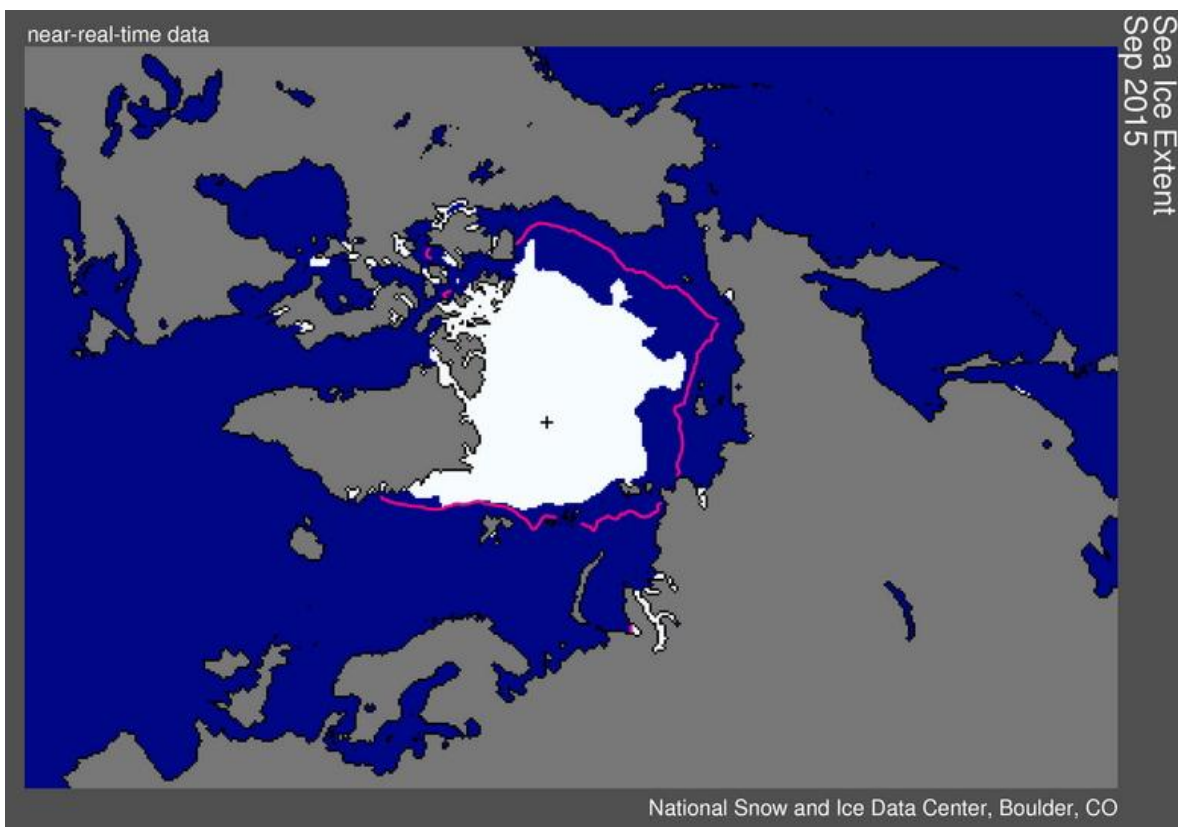 near-real-time data
Sea Ice Extent
Sep 2015
National Snow and Ice Data Center, Boulder, CO